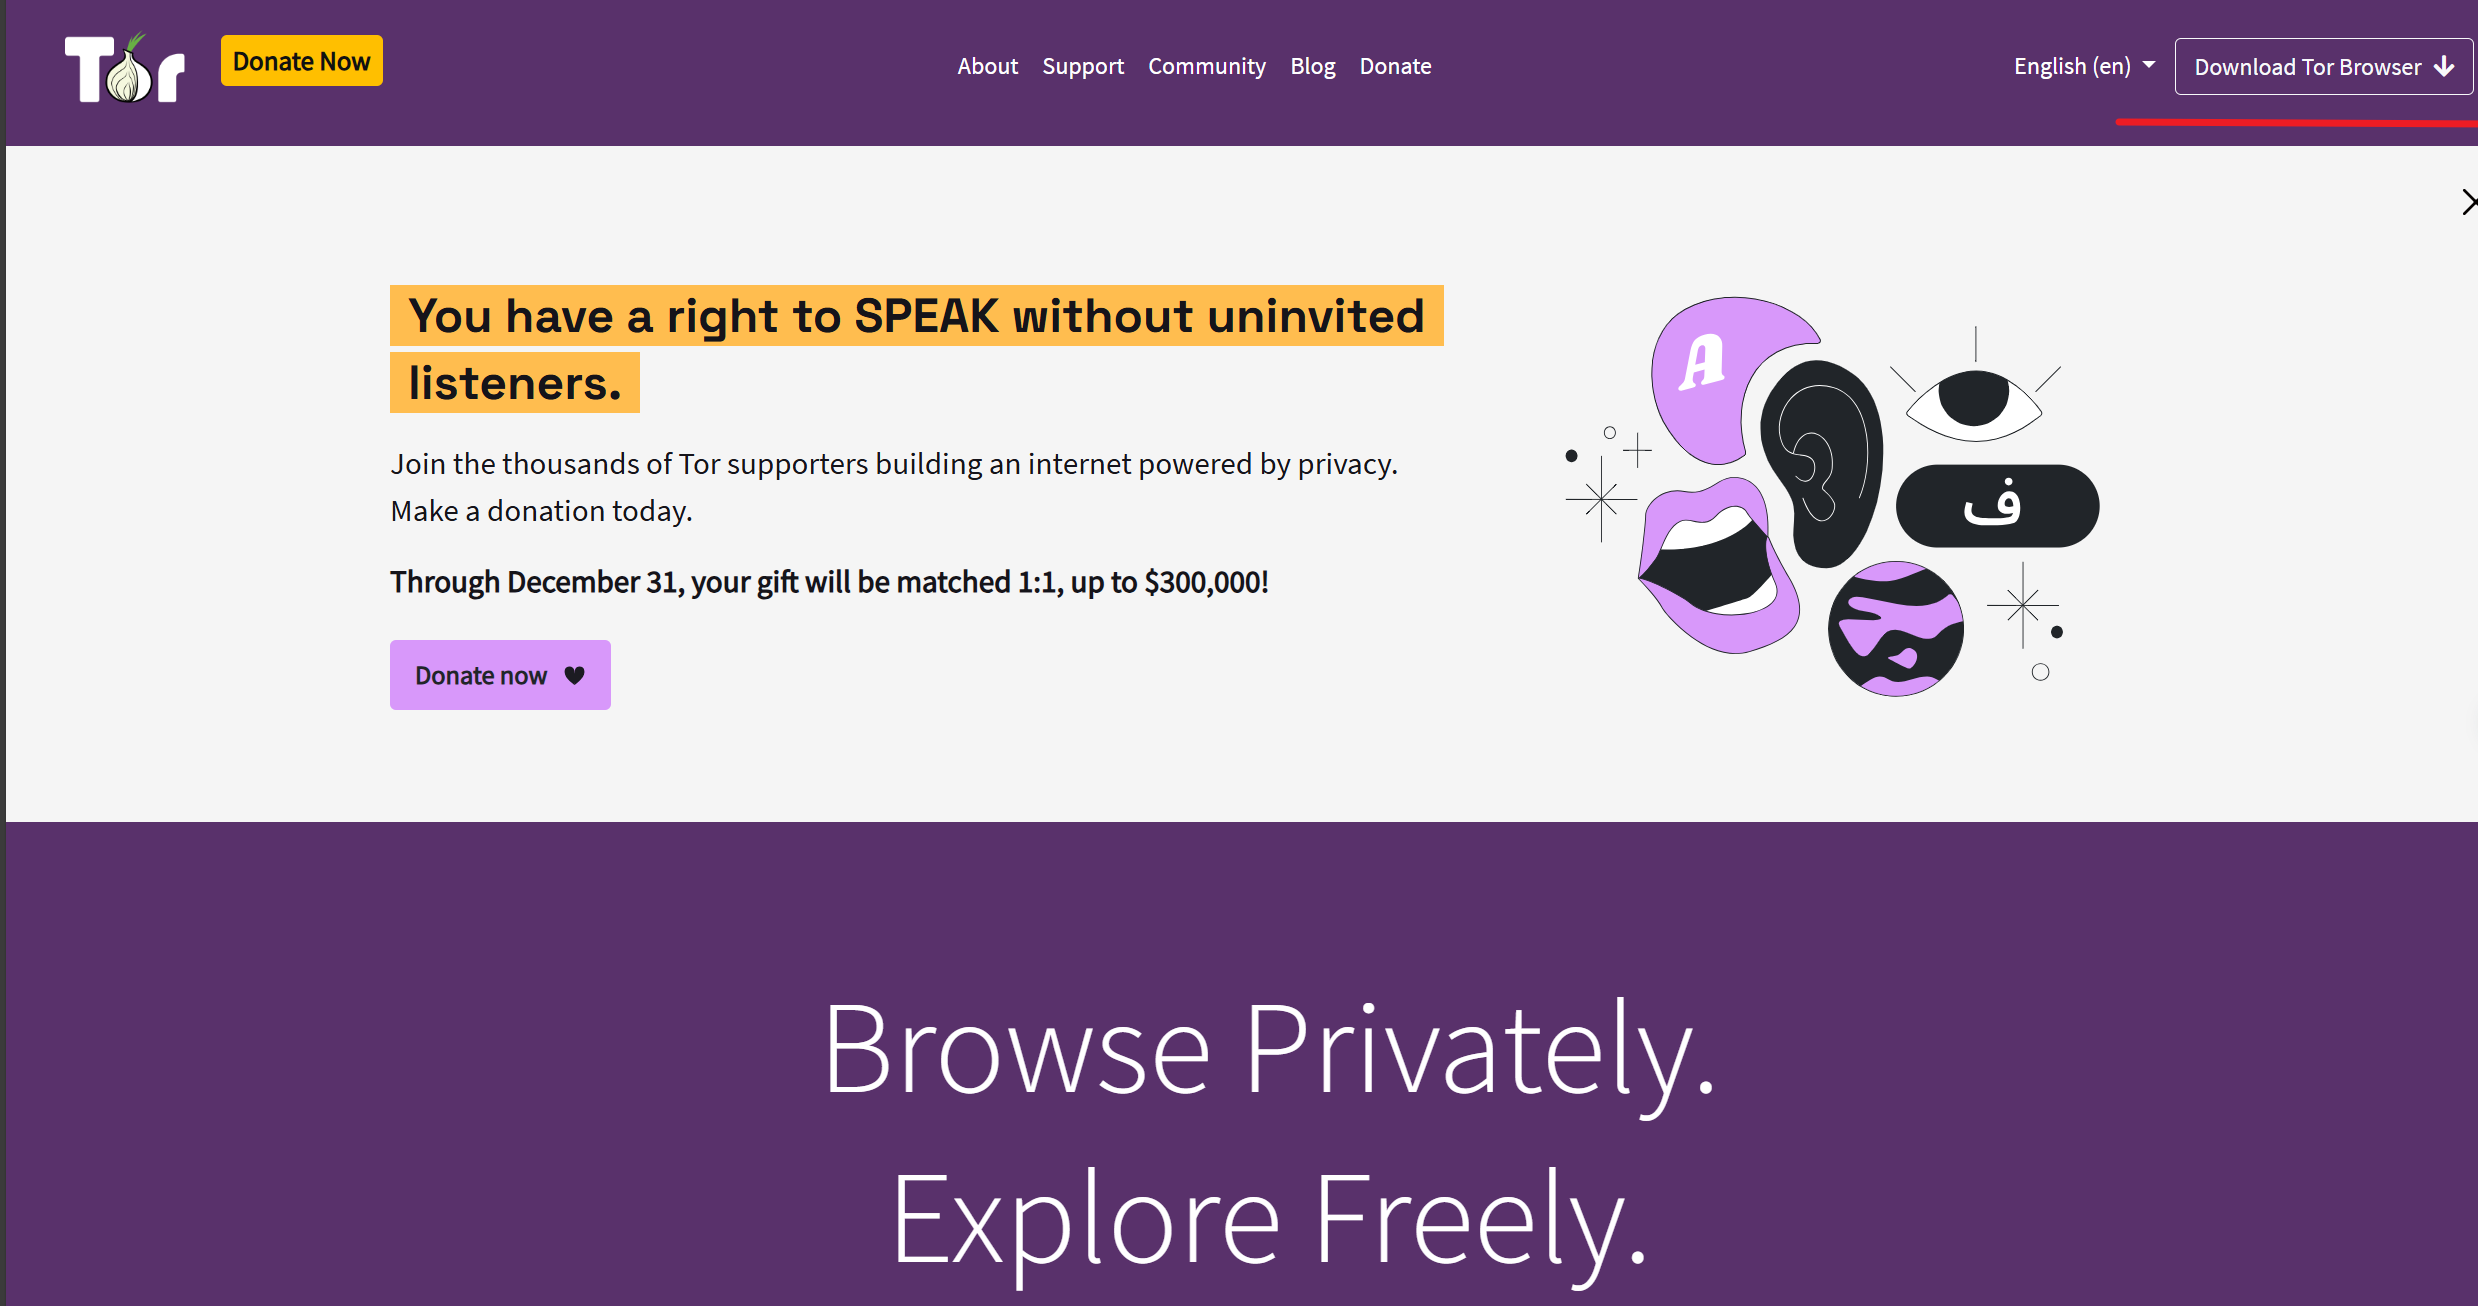 Tor
Donate Now
About Support Community Blog Donate
English (en)
Download Tor Browser
You have a right to SPEAK without uninvited
listeners.
Join the thousands of Tor supporters building an internet powered by privacy.
Make a donation today.
Through December 31, your gift will be matched 1:1, up to $300,000!
Donate now
A
ف
Browse Privately.
Explore Freely.